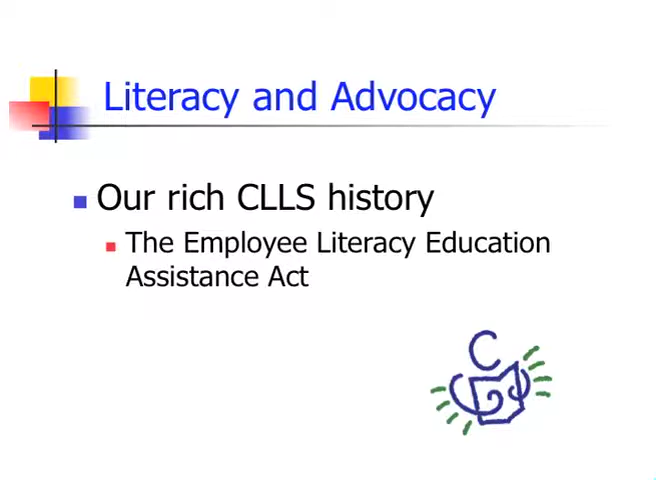 Literacy and Advocacy
Our rich CLLS history
The Employee Literacy Education
Assistance Act